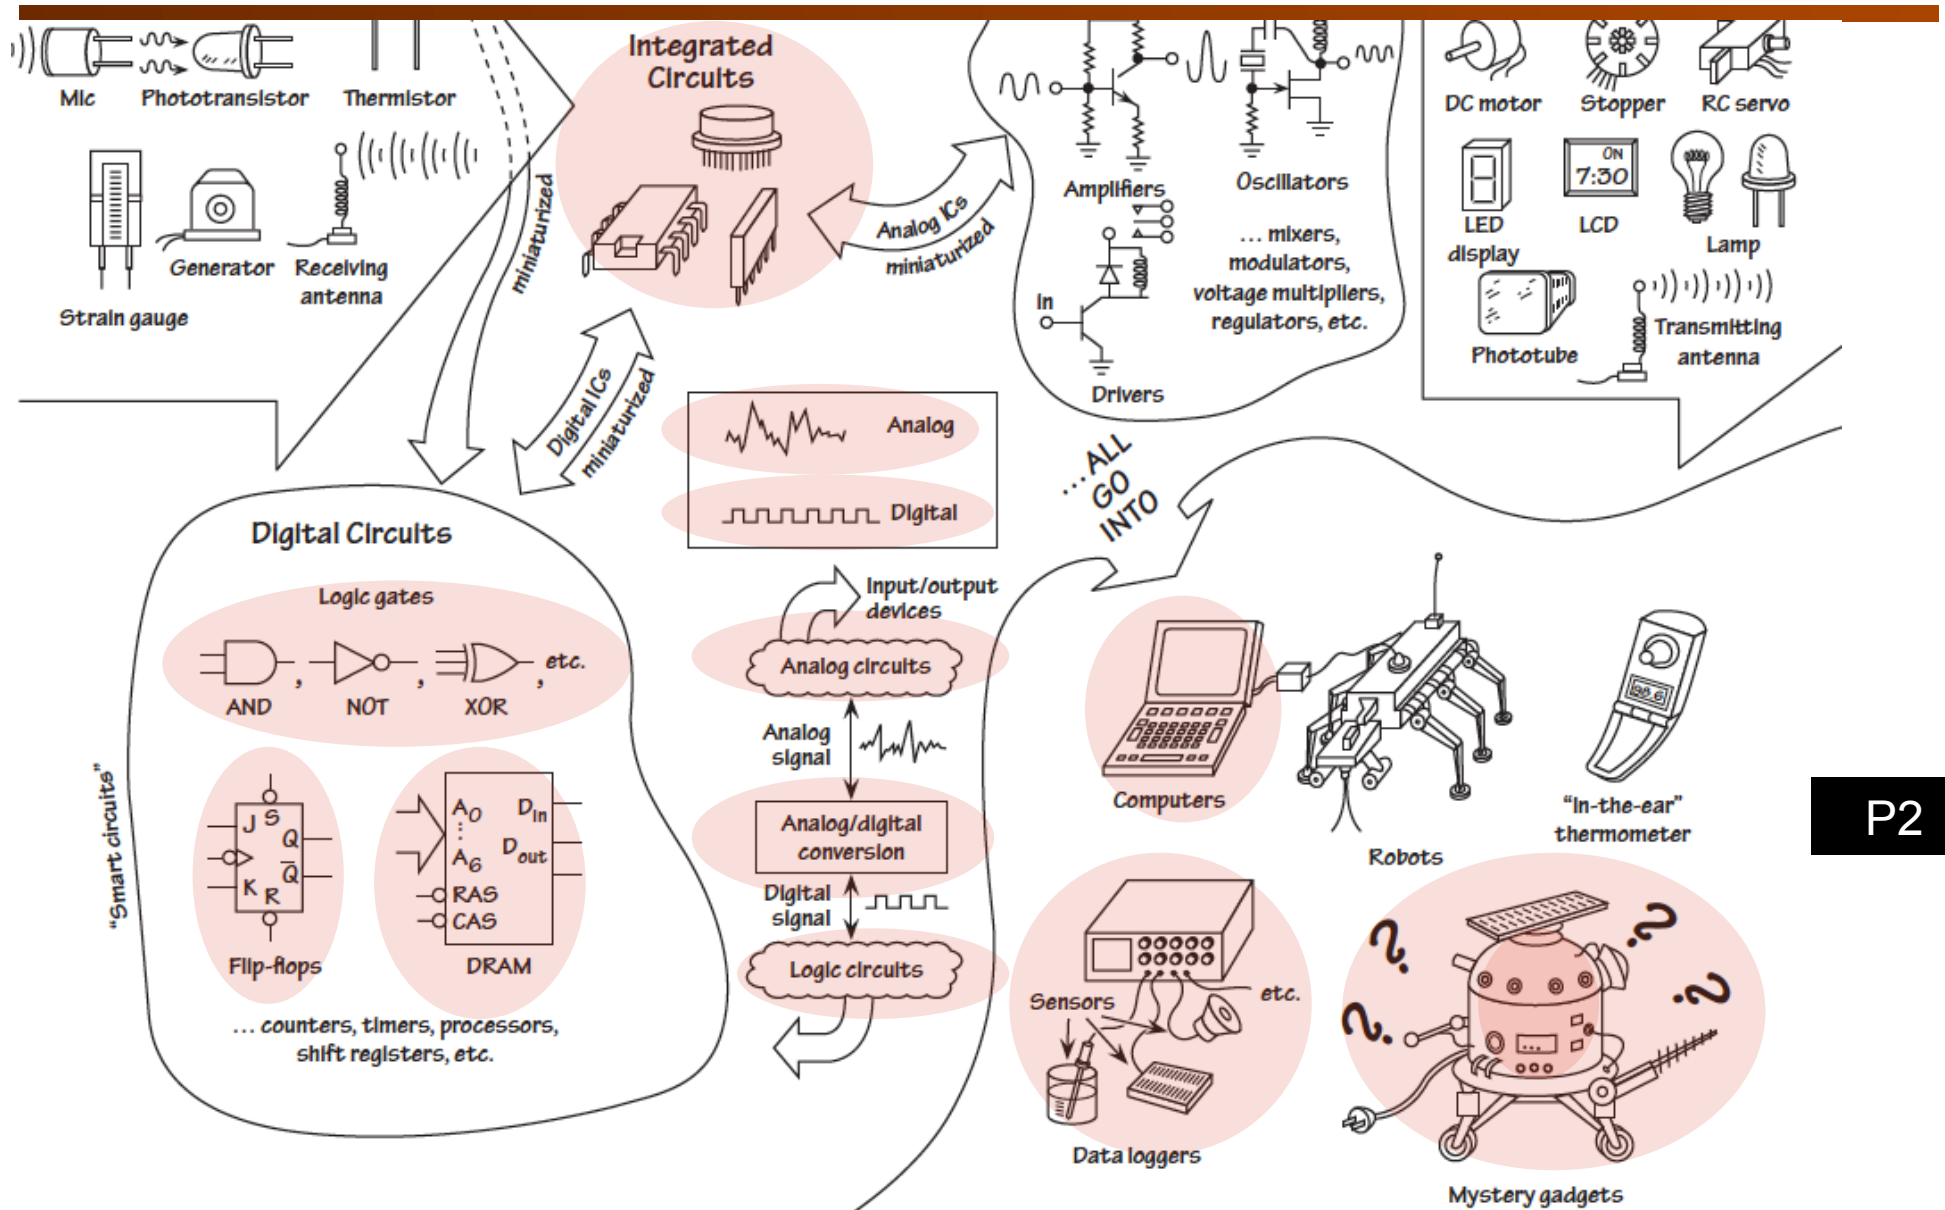 Mic
Phototransistor
Thermistor
Strain gauge
Generator
Receiving
antenna
miniaturized
Integrated
Circuits
Analog ICs
miniaturized
Digital ICs
miniaturized
Amplifiers
Oscillators
In
Drivers
... mixers,
modulators,
voltage multipliers,
regulators, etc.
DC motor
Stopper
RC servo
LED
display
ON
7:30
LCD
Lamp
Phototube
Transmitting
antenna
Analog
Digital
...ALL
GO
INTO
Digital Circuits
Logic gates
AND
,
NOT
,
XOR
, etc.
"Smart circuits"
J
S
Q
K
R
Q̅
Flip-flops
A0
⋮
A6
RAS
CAS
Din
Dout
DRAM
... counters, timers, processors,
shift registers, etc.
Input/output
devices
Analog circuits
Analog
signal
Analog/digital
conversion
Digital
signal
Logic circuits
Computers
Robots
98.6
"in-the-ear"
thermometer
P2
Sensors
etc.
Data loggers
?
?
?
?
Mystery gadgets